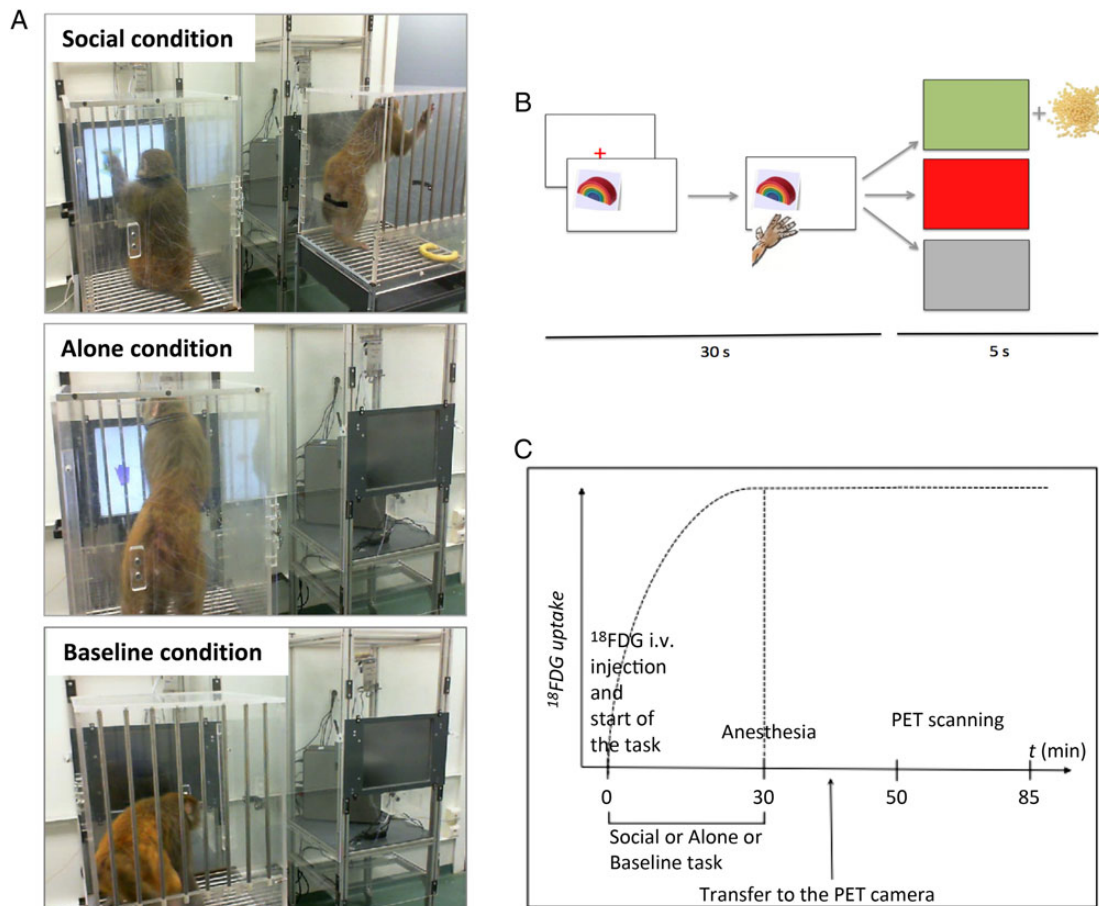 A
Social condition
Alone condition
Baseline condition
B
+
+
30 s
5 s
C
¹⁸FDG uptake
¹⁸FDG i.v.
injection
and
start of
the task
Anesthesia
PET scanning
t (min)
0
30
50
85
Social or Alone or
Baseline task
Transfer to the PET camera